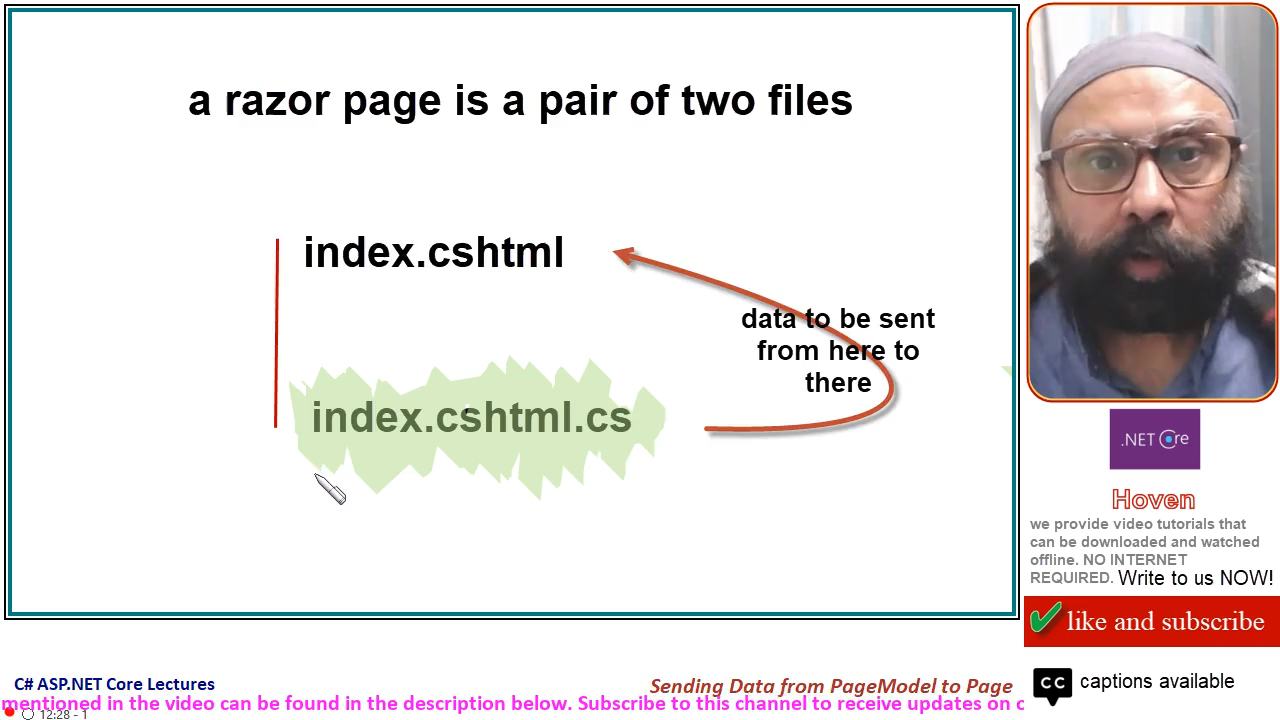 a razor page is a pair of two files
index.cshtml
data to be sent
from here to
there
index.cshtml.cs
.NET Core
Hoven
we provide video tutorials that
can be downloaded and watched
offline. NO INTERNET
REQUIRED. Write to us NOW!
like and subscribe
CC captions available
C# ASP.NET Core Lectures
Sending Data from PageModel to Page
mentioned in the video can be found in the description below. Subscribe to this channel to receive updates on
12:28 - 1